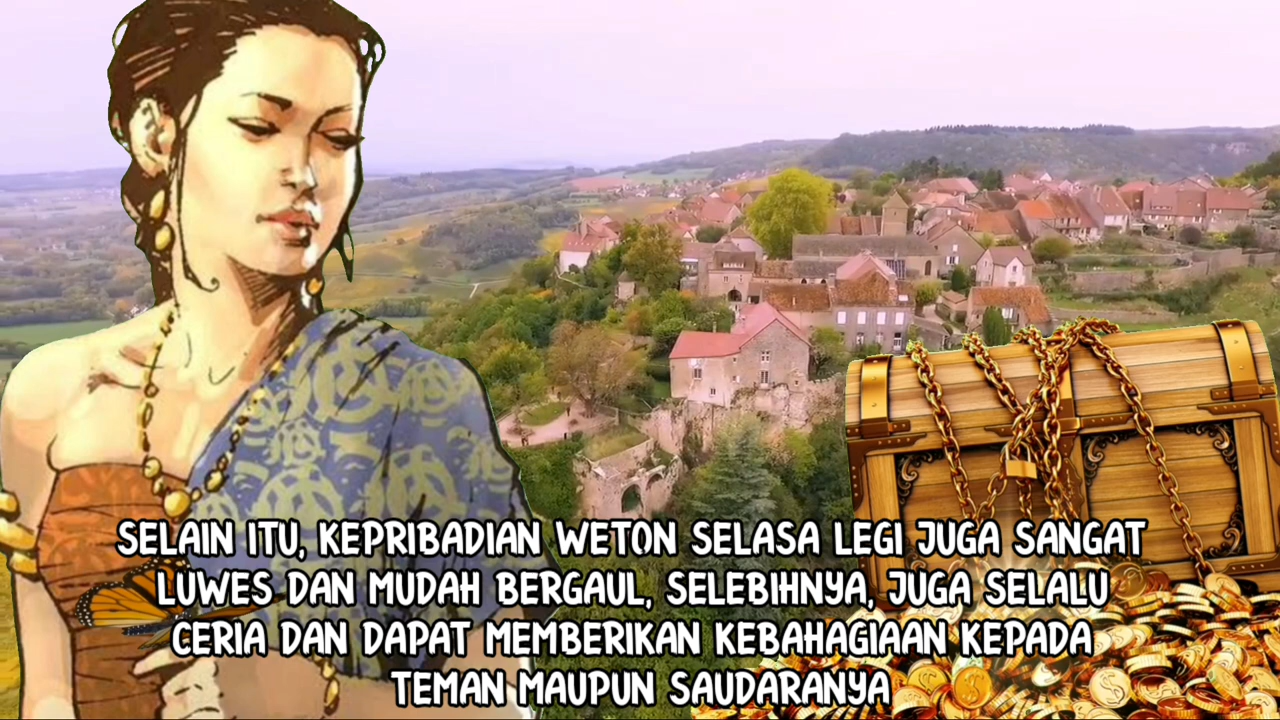 SELAIN ITU, KEPRIBADIAN WETON SELASA LEGI JUGA SANGAT
LUWES DAN MUDAH BERGAUL, SELEBIHNYA, JUGA SELALU
CERIA DAN DAPAT MEMBERIKAN KEBAHAGIAAN KEPADA
TEMAN MAUPUN SAUDARANYA